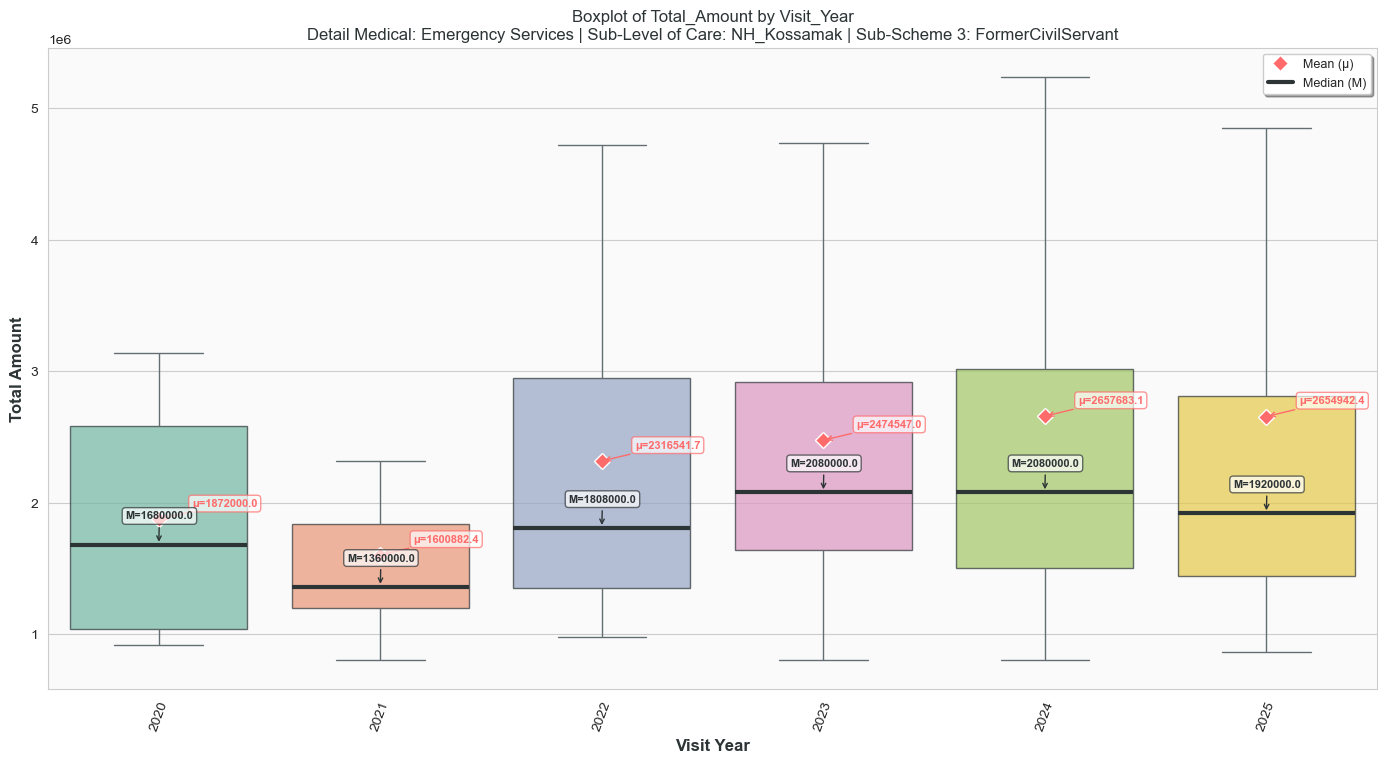 Boxplot of Total_Amount by Visit_Year
Detail Medical: Emergency Services | Sub-Level of Care: NH_Kossamak | Sub-Scheme 3: FormerCivilServant
1e6
Mean (μ)
Median (M)
5
4
3
2
1
Total Amount
μ=1872000.0
M=1680000.0
μ=1600882.4
M=1360000.0
μ=2316541.7
M=1808000.0
μ=2474547.0
M=2080000.0
μ=2657683.1
M=2080000.0
μ=2654942.4
M=1920000.0
2020
2021
2022
2023
2024
2025
Visit Year